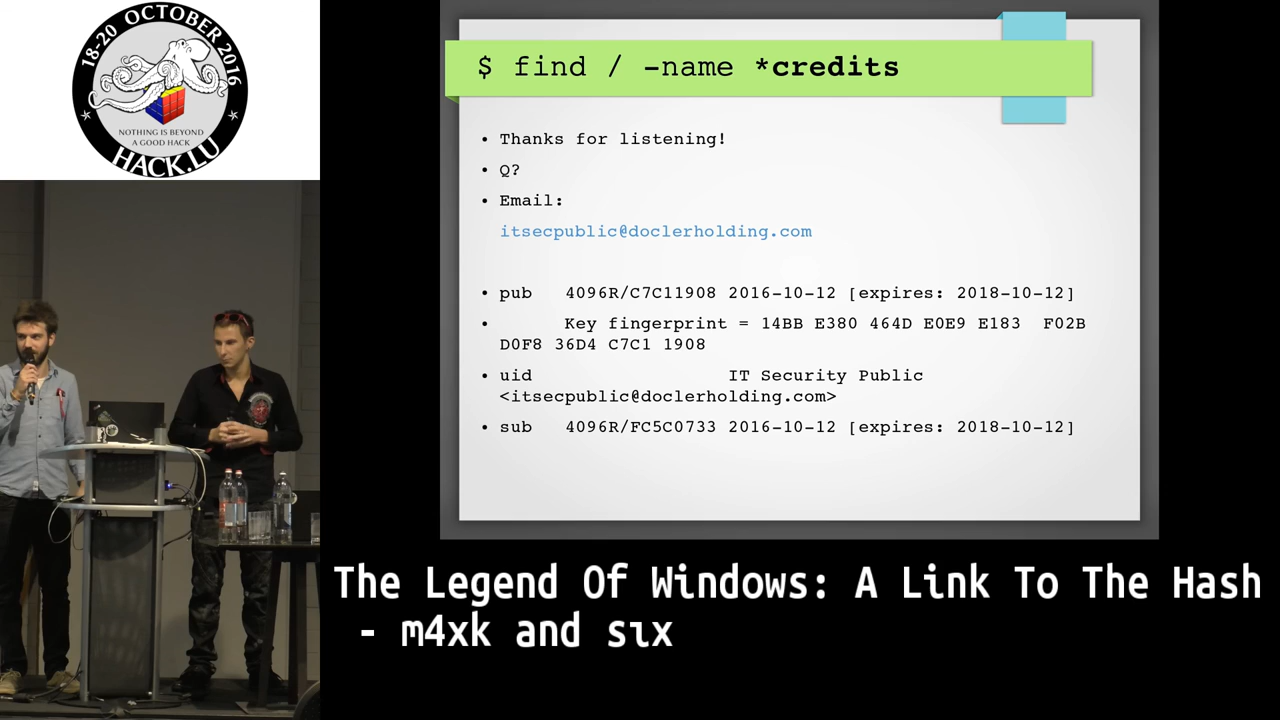 18-20 OCTOBER 2016
NOTHING IS BEYOND
A GOOD HACK
HACK.LU
$ find / -name *credits
• Thanks for listening!
• Q?
• Email:
itsecpublic@doclerholding.com
• pub 4096R/C7C11908 2016-10-12 [expires: 2018-10-12]
• Key fingerprint = 14BB E380 464D E0E9 E183 F02B
D0F8 36D4 C7C1 1908
• uid IT Security Public
<itsecpublic@doclerholding.com>
• sub 4096R/FC5C0733 2016-10-12 [expires: 2018-10-12]
The Legend Of Windows: A Link To The Hash
- m4xk and sıx